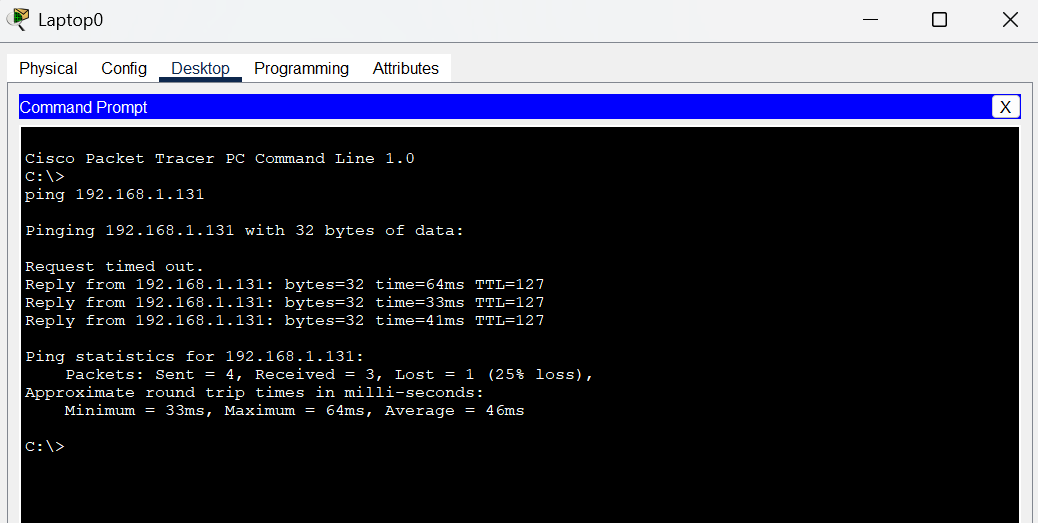 Laptop0
Physical Config Desktop Programming Attributes
Command Prompt
X
Cisco Packet Tracer PC Command Line 1.0
C:\>
ping 192.168.1.131
Pinging 192.168.1.131 with 32 bytes of data:
Request timed out.
Reply from 192.168.1.131: bytes=32 time=64ms TTL=127
Reply from 192.168.1.131: bytes=32 time=33ms TTL=127
Reply from 192.168.1.131: bytes=32 time=41ms TTL=127
Ping statistics for 192.168.1.131:
    Packets: Sent = 4, Received = 3, Lost = 1 (25% loss),
Approximate round trip times in milli-seconds:
    Minimum = 33ms, Maximum = 64ms, Average = 46ms
C:\>